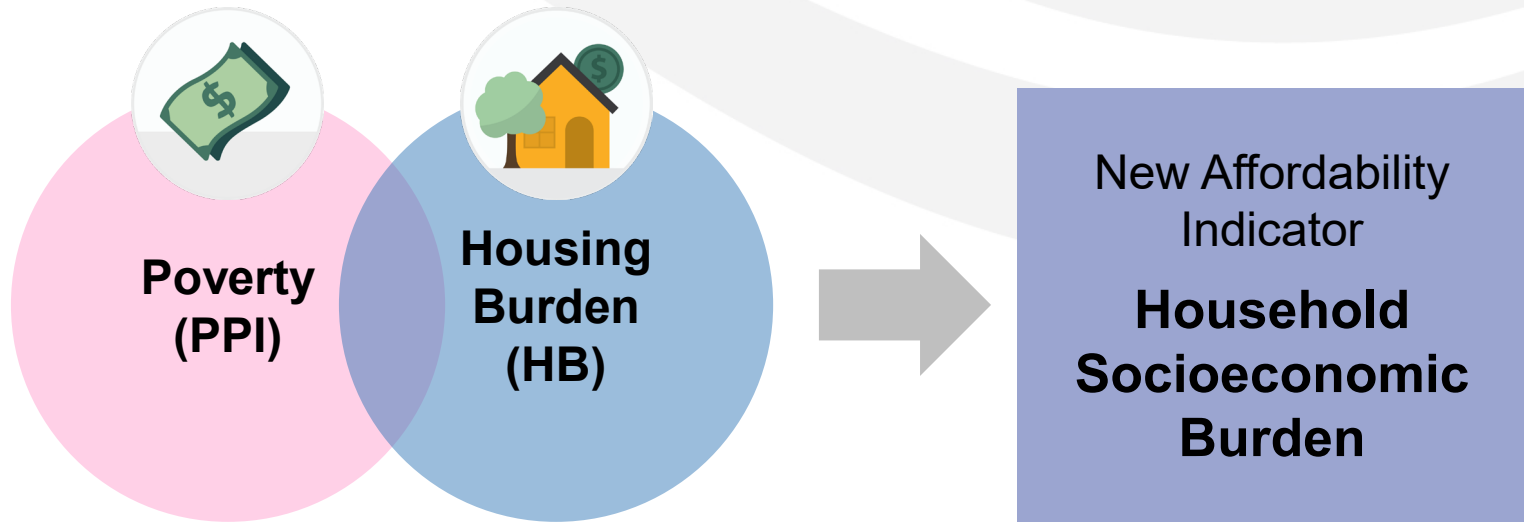 Poverty
(PPI)
Housing
Burden
(HB)
New Affordability
Indicator
Household
Socioeconomic
Burden
$
$